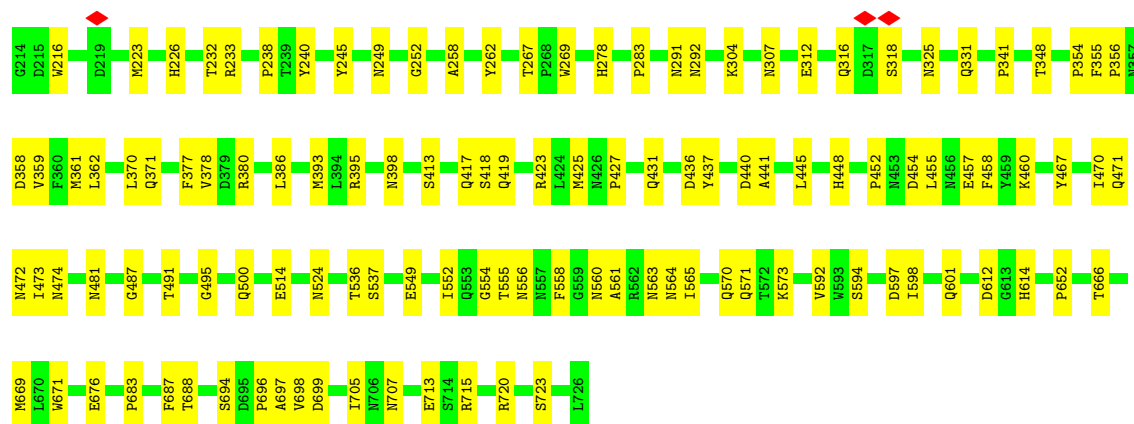 G214 D215 W216 D219 M223 H226 T232 R233 P238 T239 Y240 Y245 N249 G252 A258 Y262 T267 P268 W269 H278 P283 N291 N292 K304 N307 E312 Q316 D317 S318 N325 Q331 P341 T348 P354 F355 P356 N357
D358 V359 F360 M361 L362 L370 Q371 F377 V378 D379 R380 L386 M393 L394 R395 N398 S413 Q417 S418 Q419 R423 L424 M425 N426 P427 Q431 D436 Y437 D440 A441 L445 H448 P452 N453 D454 L455 N456 E457 F458 Y459 K460 Y467 I470 Q471
N472 I473 N474 N481 G487 T491 G495 Q500 E514 N524 T536 S537 E549 I552 Q553 G554 T555 N556 N557 F558 G559 N560 A561 R562 N563 N564 I565 Q570 Q571 T572 K573 V592 W593 S594 D597 I598 Q601 D612 G613 H614 P652 T666
M669 L670 W671 E676 P683 F687 T688 S694 D695 P696 A697 V698 D699 I705 N706 N707 E713 S714 R715 R720 S723 L726